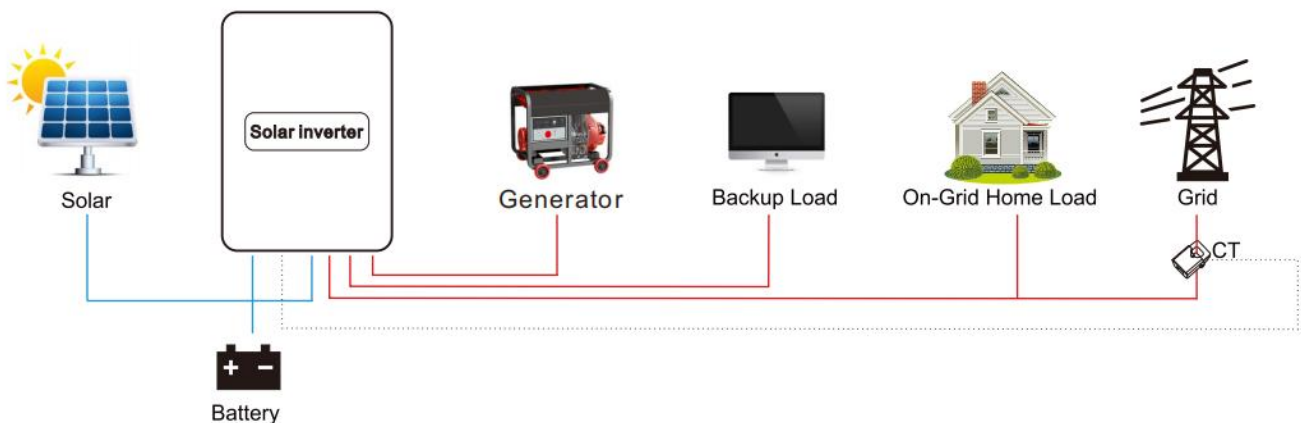 Solar inverter
Solar
Generator
Backup Load
On-Grid Home Load
Grid
CT
Battery